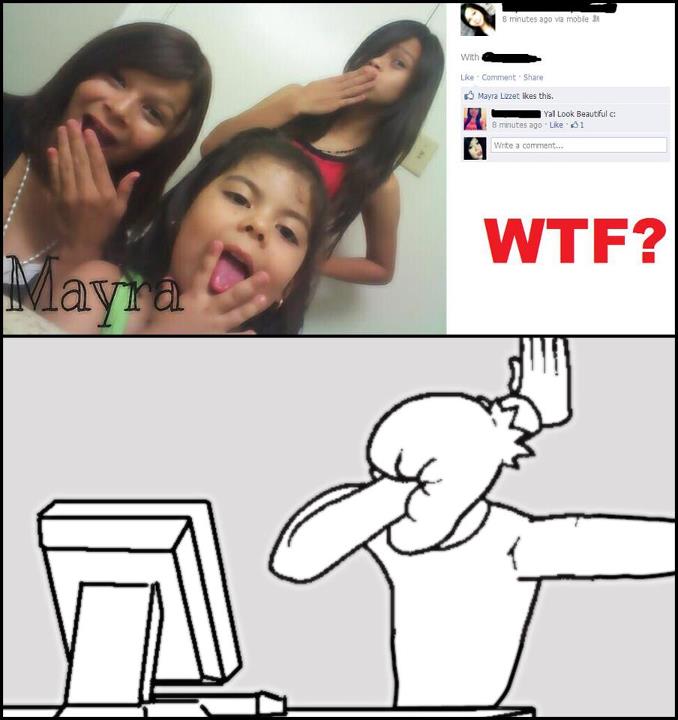 8 minutes ago via mobile
With
Like · Comment · Share
Mayra Lizzet likes this.
Yall Look Beautiful c:
8 minutes ago · Like · 1
Write a comment...
WTF?
Mayra